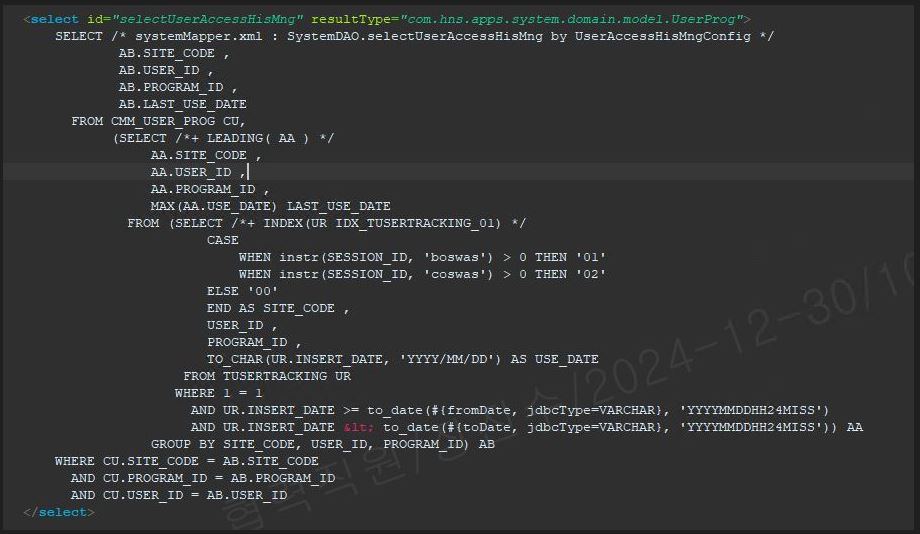 <select id="selectUserAccessHisMng" resultType="com.hns.apps.system.domain.model.UserProg">
SELECT /* systemMapper.xml : SystemDAO.selectUserAccessHisMng by UserAccessHisMngConfig */
AB.SITE_CODE ,
AB.USER_ID ,
AB.PROGRAM_ID ,
AB.LAST_USE_DATE
FROM CMM_USER_PROG CU,
(SELECT /*+ LEADING( AA ) */
AA.SITE_CODE ,
AA.USER_ID ,
AA.PROGRAM_ID ,
MAX(AA.USE_DATE) LAST_USE_DATE
FROM (SELECT /*+ INDEX(UR IDX_TUSERTRACKING_01) */
CASE
WHEN instr(SESSION_ID, 'boswas') > 0 THEN '01'
WHEN instr(SESSION_ID, 'coswas') > 0 THEN '02'
ELSE '00'
END AS SITE_CODE ,
USER_ID ,
PROGRAM_ID ,
TO_CHAR(UR.INSERT_DATE, 'YYYY/MM/DD') AS USE_DATE
FROM TUSERTRACKING UR
WHERE 1 = 1
AND UR.INSERT_DATE >= to_date(#{fromDate, jdbcType=VARCHAR}, 'YYYYMMDDHH24MISS')
AND UR.INSERT_DATE &lt; to_date(#{toDate, jdbcType=VARCHAR}, 'YYYYMMDDHH24MISS')) AA
GROUP BY SITE_CODE, USER_ID, PROGRAM_ID) AB
WHERE CU.SITE_CODE = AB.SITE_CODE
AND CU.PROGRAM_ID = AB.PROGRAM_ID
AND CU.USER_ID = AB.USER_ID
</select>
협력직원/ /2024-12-30/10